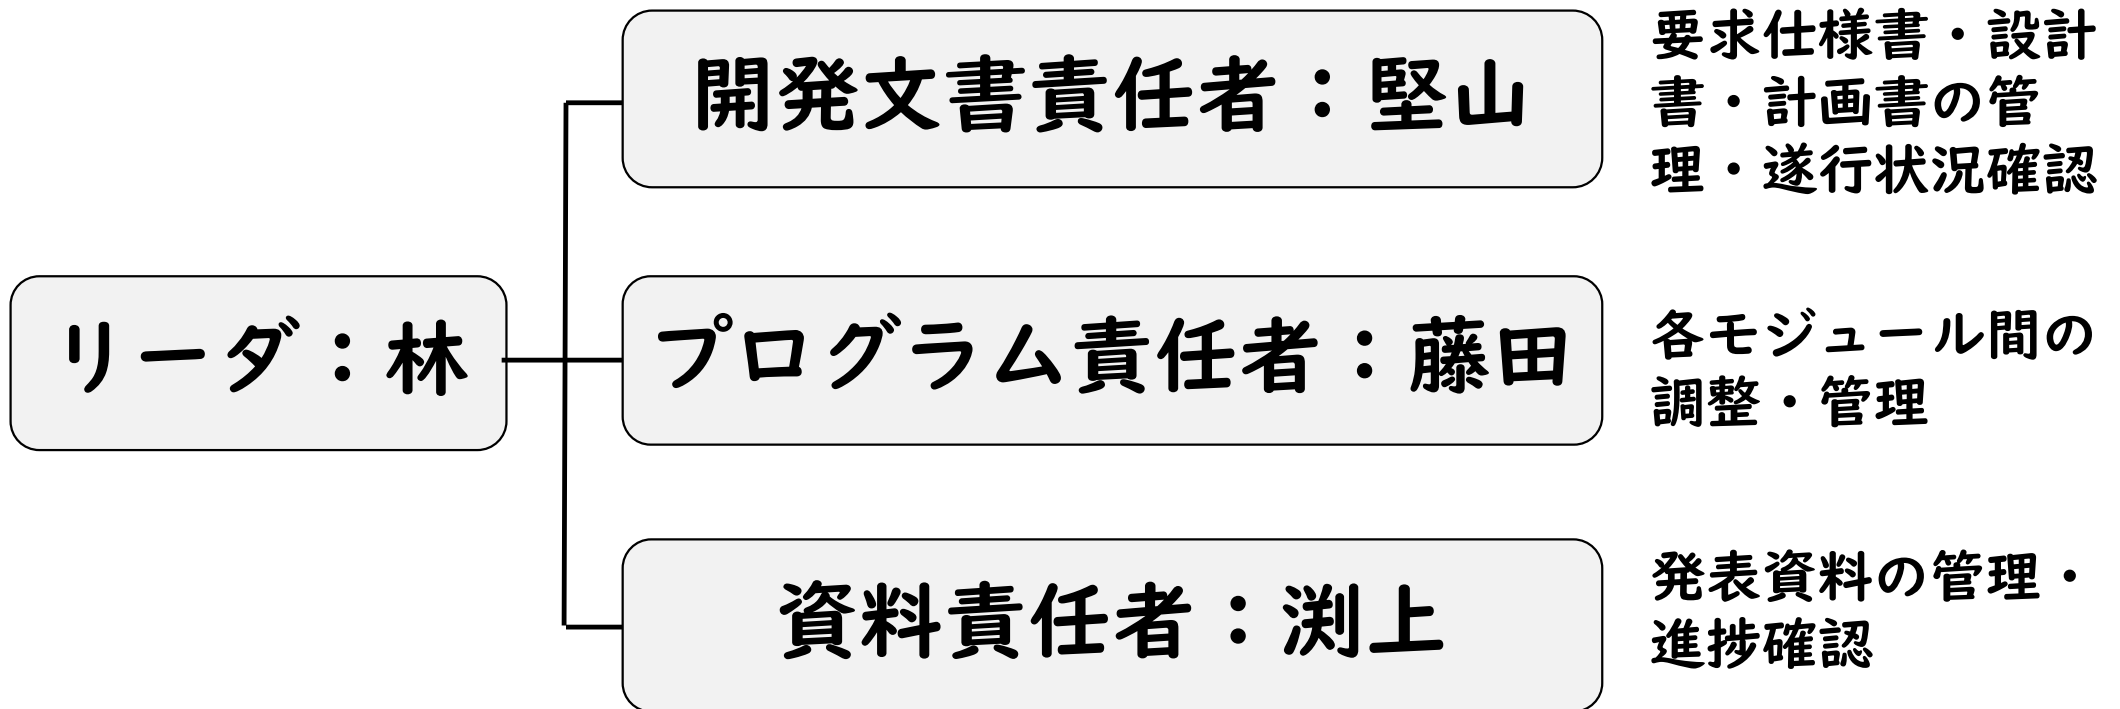 リーダ：林
開発文書責任者：堅山
要求仕様書・設計
書・計画書の管
理・遂行状況確認
プログラム責任者：藤田
各モジュール間の
調整・管理
資料責任者：渕上
発表資料の管理・
進捗確認